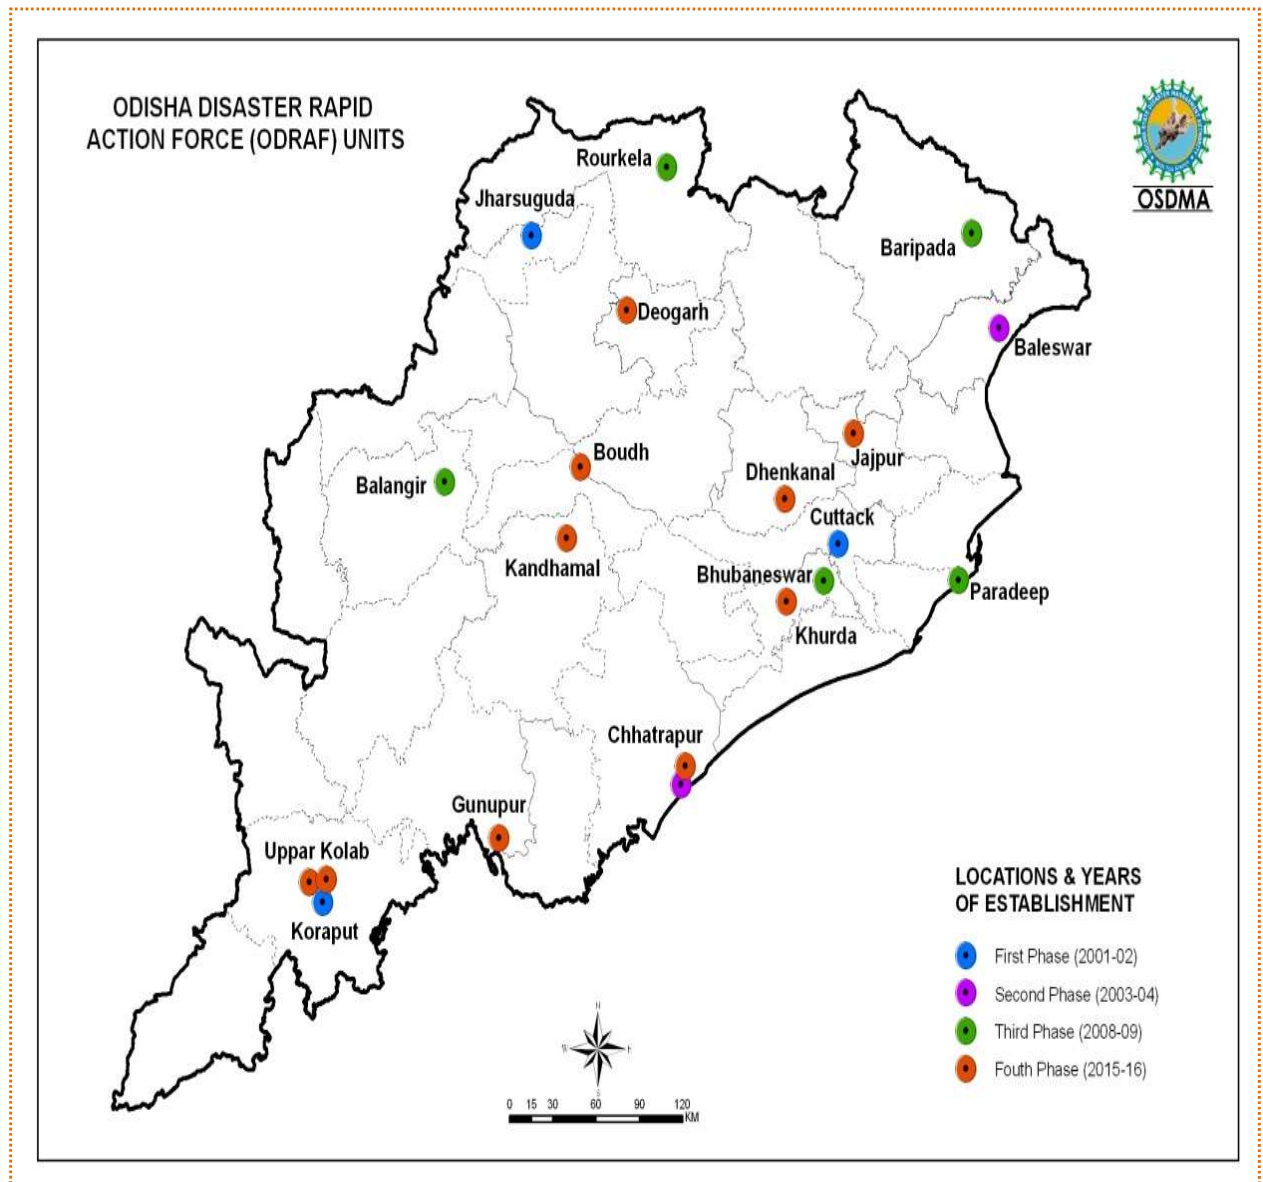 ODISHA DISASTER RAPID
ACTION FORCE (ODRAF) UNITS
OSDMA
Rourkela
Jharsuguda
Baripada
Deogarh
Baleswar
Boudh
Jajpur
Balangir
Dhenkanal
Cuttack
Kandhamal
Bhubaneswar
Paradeep
Khurda
Chhatrapur
Gunupur
Uppar Kolab
Koraput
LOCATIONS & YEARS
OF ESTABLISHMENT
First Phase (2001-02)
Second Phase (2003-04)
Third Phase (2008-09)
Fouth Phase (2015-16)
N
W
E
S
0 15 30 60 90 120
KM